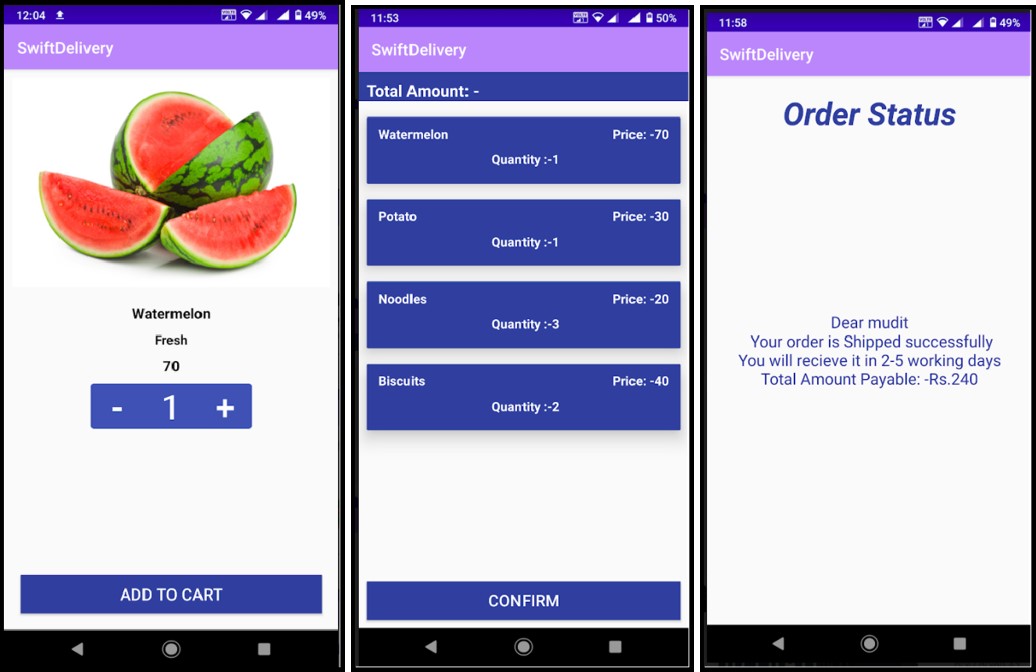 12:04
49%
SwiftDelivery
Watermelon
Fresh
70
- 1 +
ADD TO CART
11:53
50%
SwiftDelivery
Total Amount: -
Watermelon Price: -70
Quantity :-1
Potato Price: -30
Quantity :-1
Noodles Price: -20
Quantity :-3
Biscuits Price: -40
Quantity :-2
CONFIRM
11:58
49%
SwiftDelivery
Order Status
Dear mudit
Your order is Shipped successfully
You will recieve it in 2-5 working days
Total Amount Payable: -Rs.240